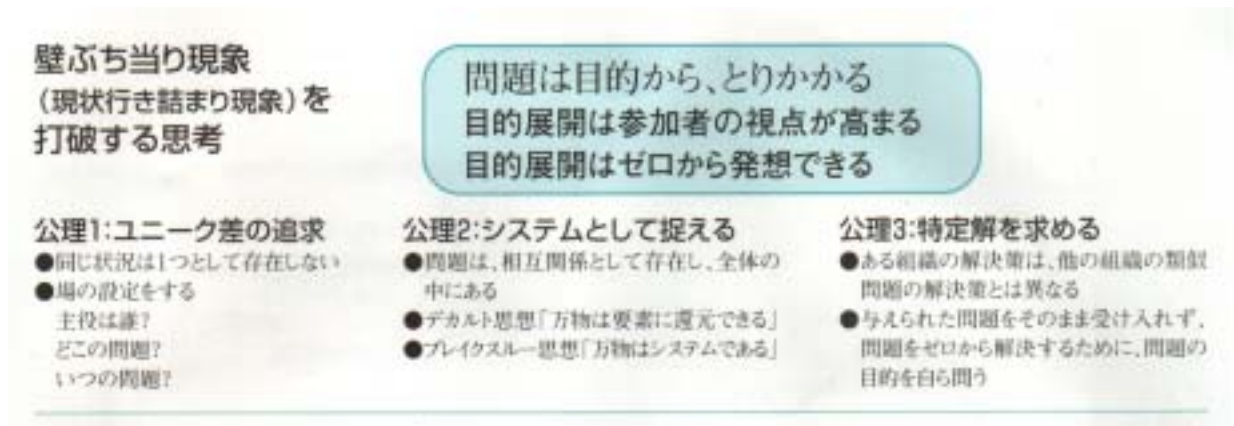 壁ぶち当り現象
（現状行き詰まり現象）を
打破する思考
問題は目的から、とりかかる
目的展開は参加者の視点が高まる
目的展開はゼロから発想できる
公理1:ユニーク差の追求
●同じ状況は1つとして存在しない
●場の設定をする
主役は誰?
どこの問題?
いつの問題?
公理2:システムとして捉える
●問題は、相互関係として存在し、全体の
中にある
●デカルト思想「万物は要素に還元できる」
●ブレイクスルー思想「万物はシステムである」
公理3:特定解を求める
●ある組織の解決策は、他の組織の類似
問題の解決策とは異なる
●与えられた問題をそのまま受け入れず、
問題をゼロから解決するために、問題の
目的を自ら問う